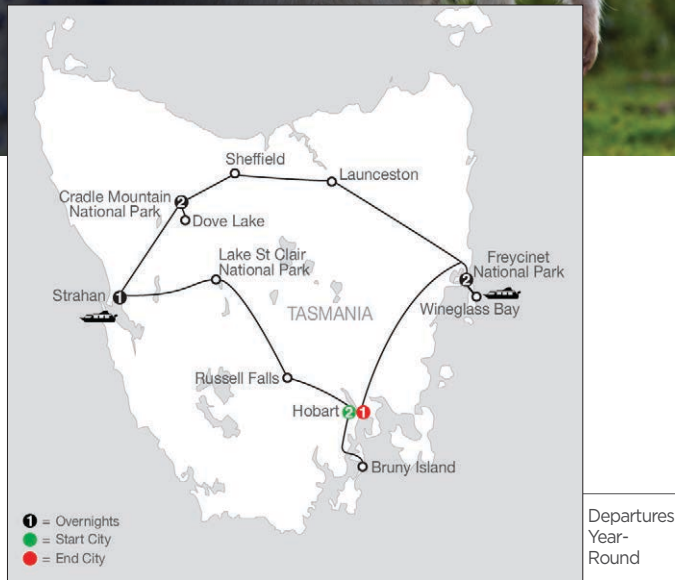 Sheffield
Launceston
Cradle Mountain
National Park
2
Dove Lake
Lake St Clair
National Park
Freycinet
National Park
2
Strahan
1
Wineglass Bay
TASMANIA
Russell Falls
Hobart
2
1
Bruny Island
1 = Overnights
= Start City
= End City
Departures
Year-
Round